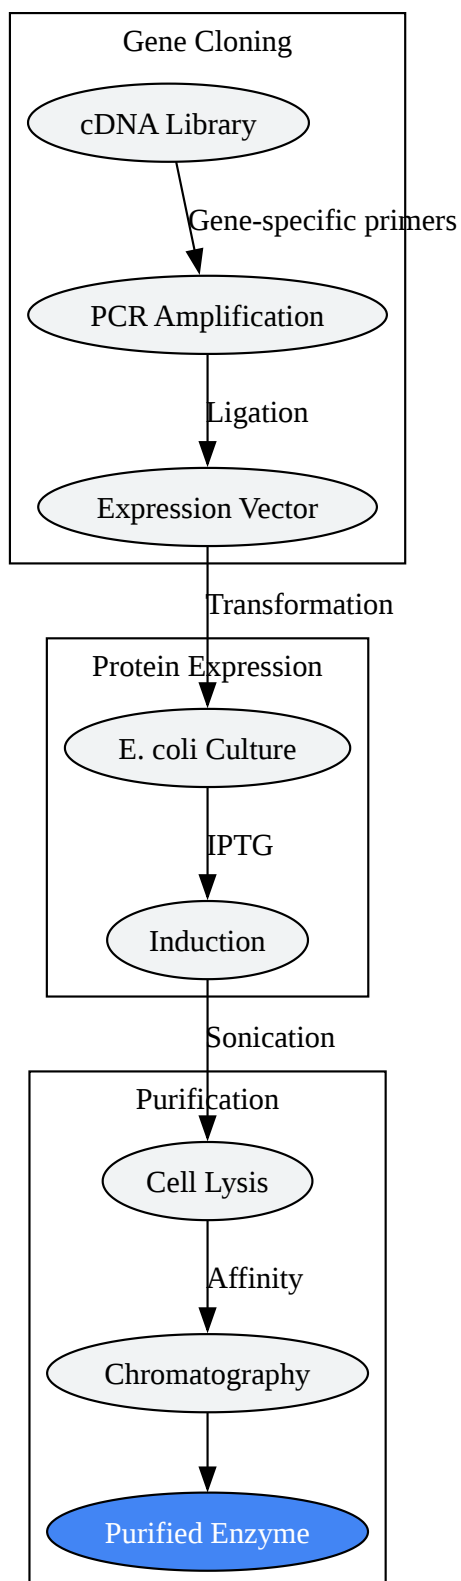 Gene Cloning
cDNA Library
Gene-specific primers
PCR Amplification
Ligation
Expression Vector
Transformation
Protein Expression
E. coli Culture
IPTG
Induction
Sonication
Purification
Cell Lysis
Affinity
Chromatography
Purified Enzyme